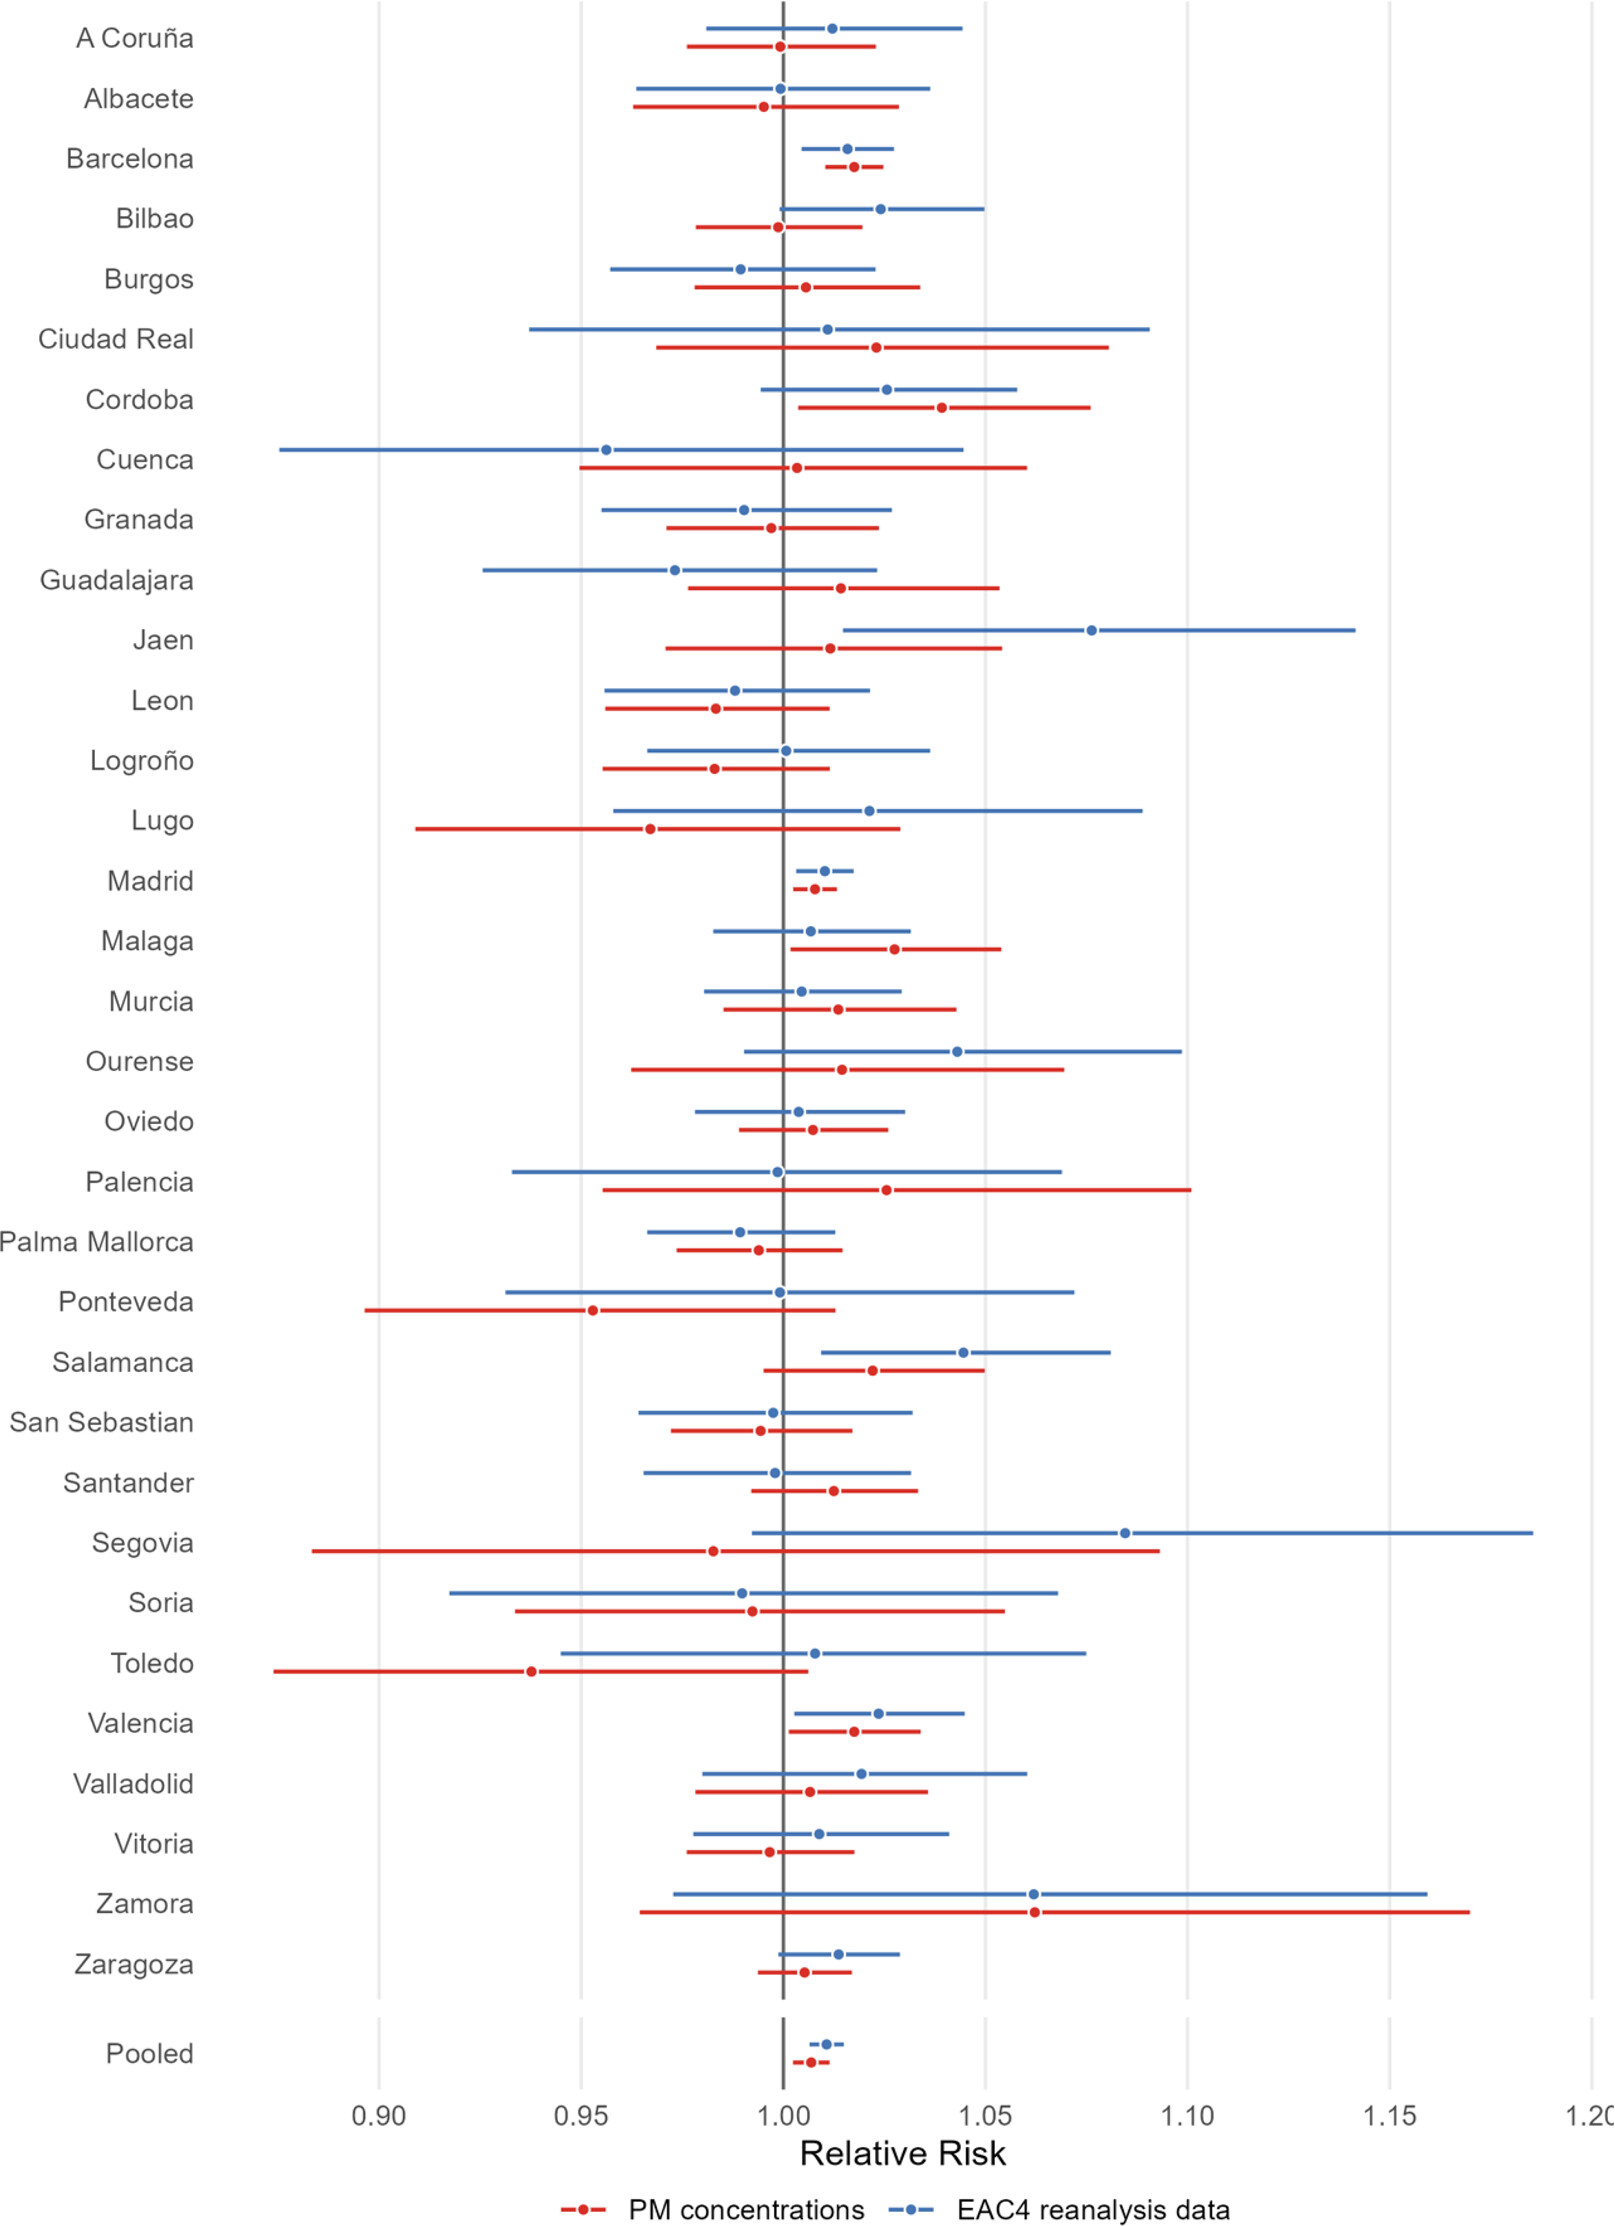 A Coruña
Albacete
Barcelona
Bilbao
Burgos
Ciudad Real
Cordoba
Cuenca
Granada
Guadalajara
Jaen
Leon
Logroño
Lugo
Madrid
Malaga
Murcia
Ourense
Oviedo
Palencia
Palma Mallorca
Ponteveda
Salamanca
San Sebastian
Santander
Segovia
Soria
Toledo
Valencia
Valladolid
Vitoria
Zamora
Zaragoza
Pooled
0.90 0.95 1.00 1.05 1.10 1.15 1.20
Relative Risk
PM concentrations EAC4 reanalysis data